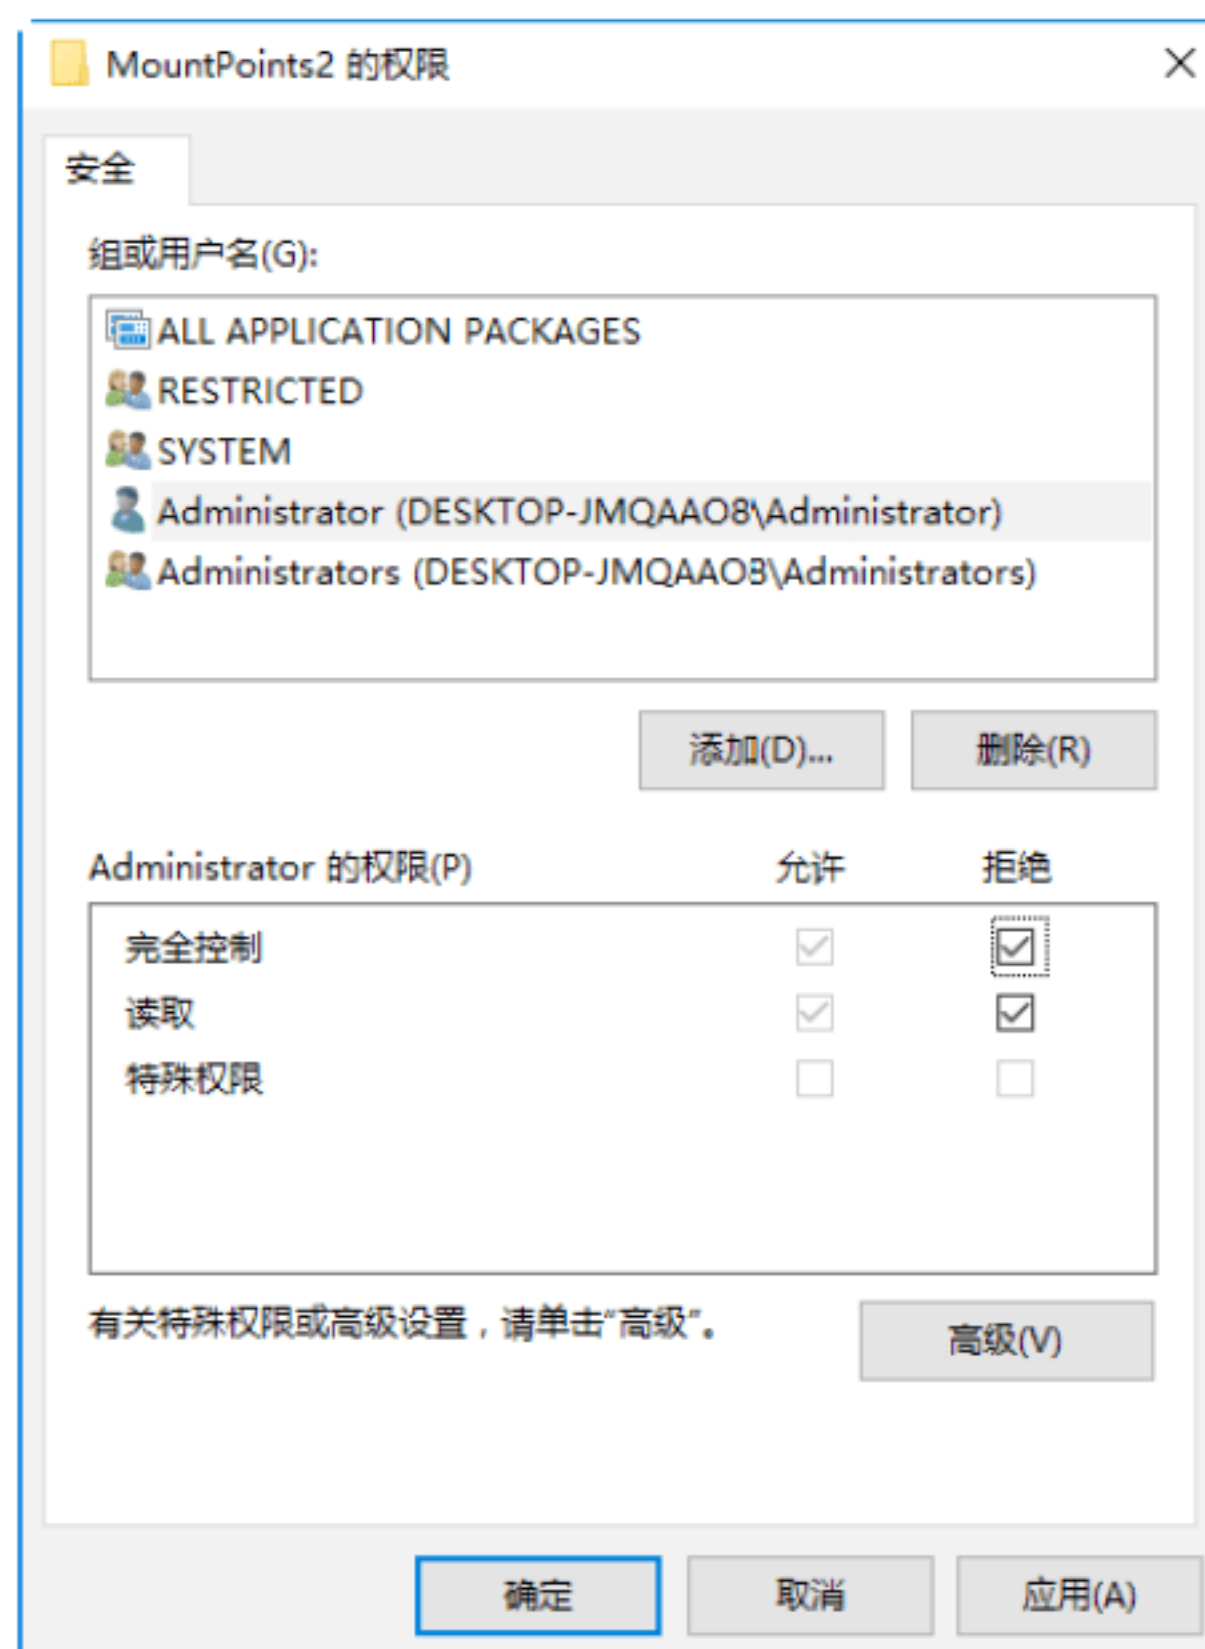 MountPoints2 的权限
安全
组或用户名(G):
ALL APPLICATION PACKAGES
RESTRICTED
SYSTEM
Administrator (DESKTOP-JMQAAO8\Administrator)
Administrators (DESKTOP-JMQAAO8\Administrators)
添加(D)... 删除(R)
Administrator 的权限(P) 允许 拒绝
完全控制
读取
特殊权限
有关特殊权限或高级设置，请单击“高级”。
高级(V)
确定 取消 应用(A)